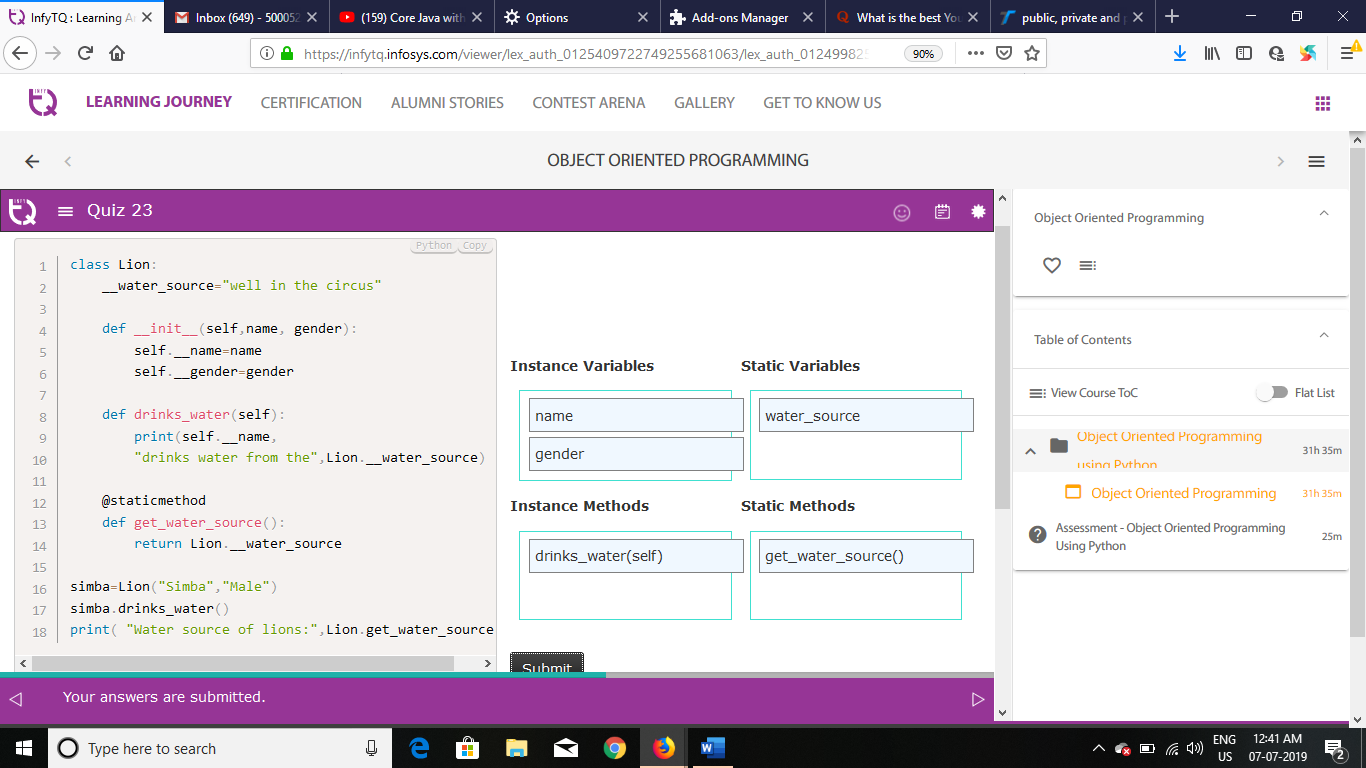 InfyTQ : Learning A
Inbox (649) - 500052
(159) Core Java with
Options
Add-ons Manager
What is the best You
public, private and p
https://infytq.infosys.com/viewer/lex_auth_0125409722749255681063/lex_auth_01249982
90%
LEARNING JOURNEY
CERTIFICATION
ALUMNI STORIES
CONTEST ARENA
GALLERY
GET TO KNOW US
OBJECT ORIENTED PROGRAMMING
Quiz 23
Python Copy
1 class Lion:
2 __water_source="well in the circus"
3
4 def __init__(self,name, gender):
5 self.__name=name
6 self.__gender=gender
7
8 def drinks_water(self):
9 print(self.__name,
10 "drinks water from the",Lion.__water_source)
11
12 @staticmethod
13 def get_water_source():
14 return Lion.__water_source
15
16 simba=Lion("Simba","Male")
17 simba.drinks_water()
18 print( "Water source of lions:",Lion.get_water_source
Instance Variables
name
gender
Static Variables
water_source
Instance Methods
drinks_water(self)
Static Methods
get_water_source()
Submit
Your answers are submitted.
Object Oriented Programming
Table of Contents
View Course ToC
Flat List
Object Oriented Programming
using Python
31h 35m
Object Oriented Programming
31h 35m
Assessment - Object Oriented Programming
Using Python
25m
Type here to search
ENG
US
12:41 AM
07-07-2019
2